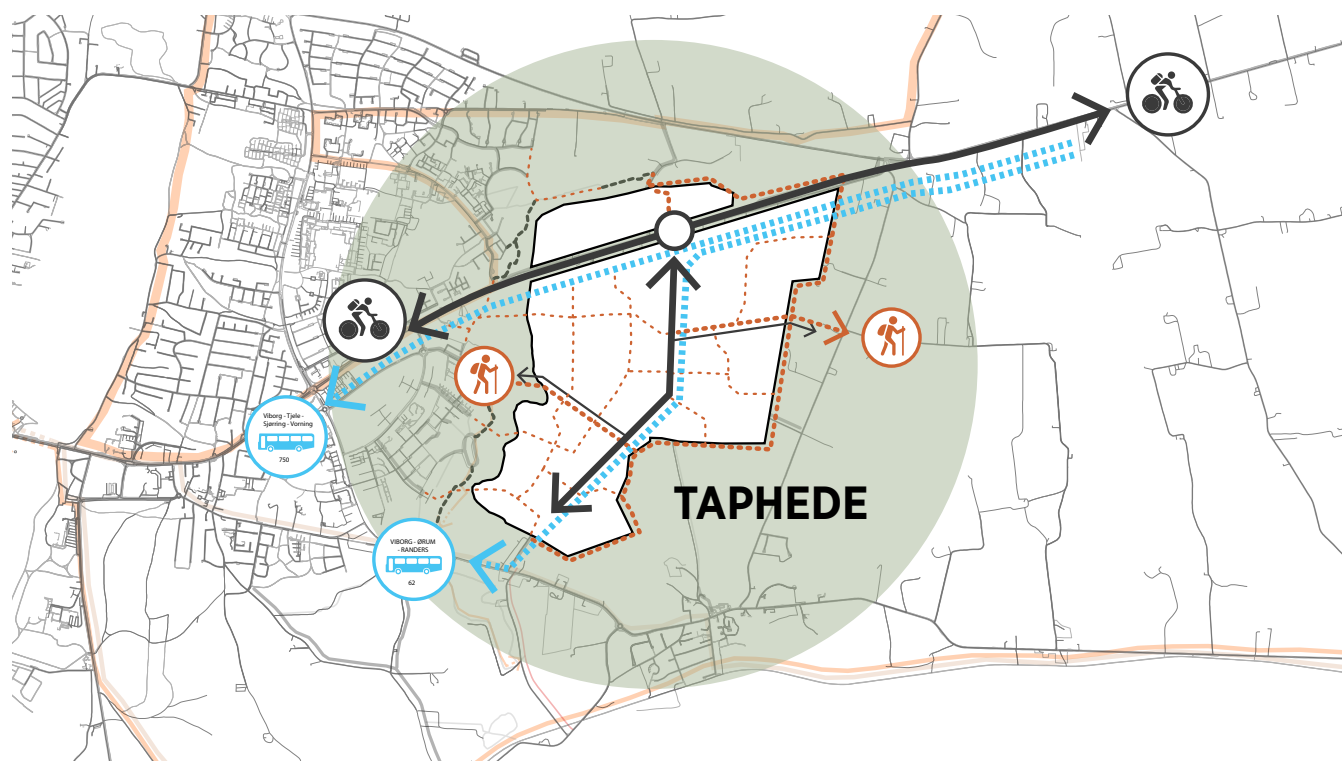 Viborg - Tjele -
Sjørring - Vorning
750
VIBORG - ØRUM
- RANDERS
62
TAPHEDE